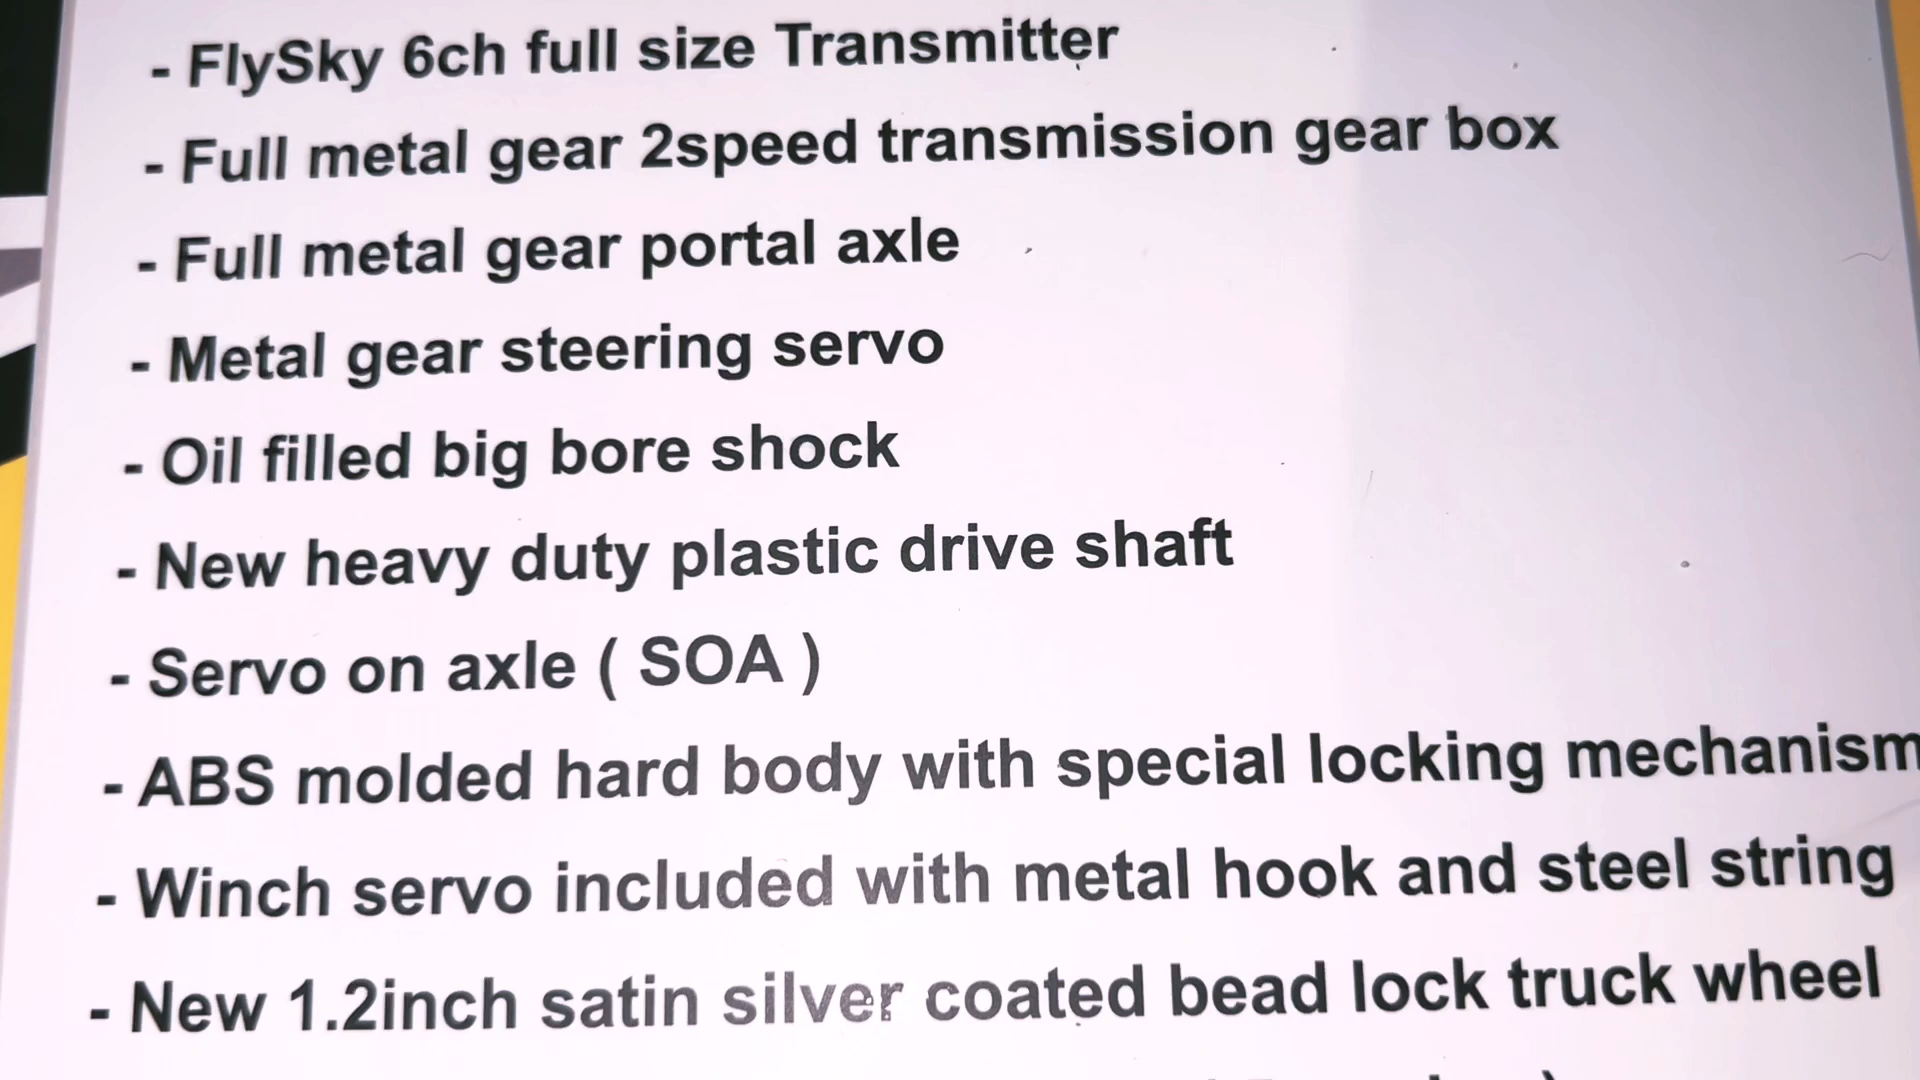 - FlySky 6ch full size Transmitter
- Full metal gear 2speed transmission gear box
- Full metal gear portal axle
- Metal gear steering servo
- Oil filled big bore shock
- New heavy duty plastic drive shaft
- Servo on axle ( SOA )
- ABS molded hard body with special locking mechanism
- Winch servo included with metal hook and steel string
- New 1.2inch satin silver coated bead lock truck wheel